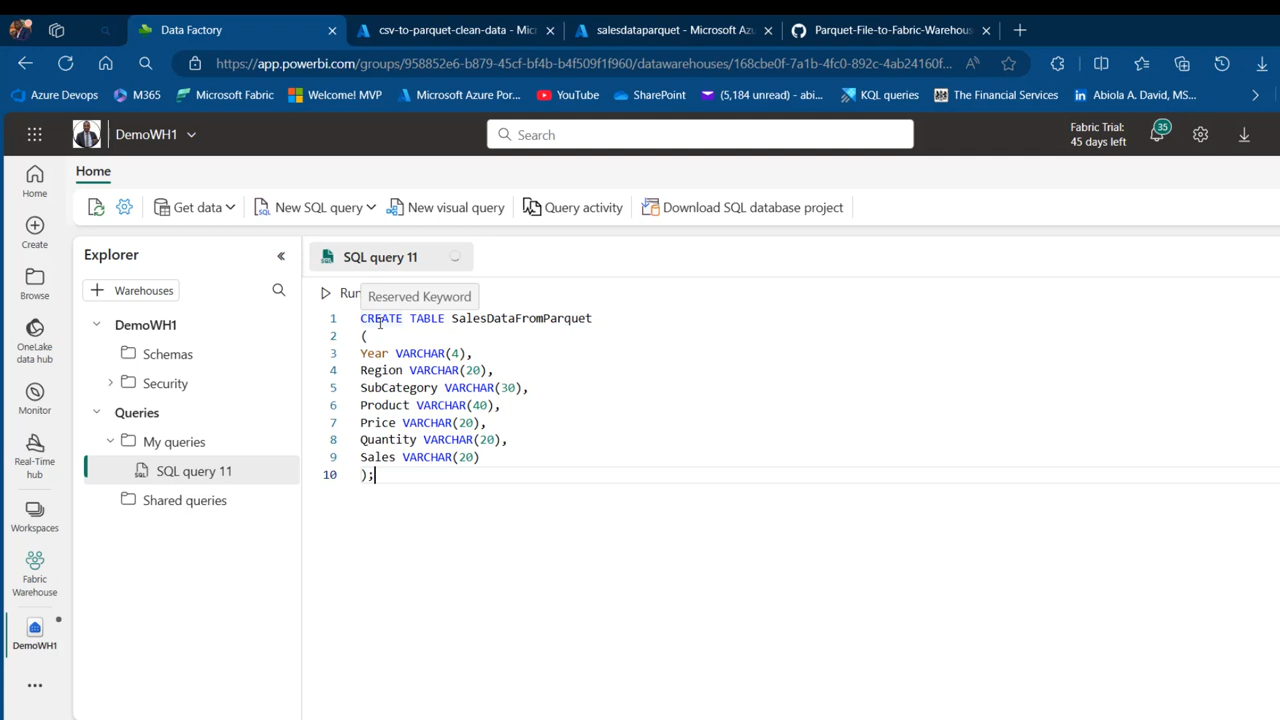 Data Factory
csv-to-parquet-clean-data - Micr
salesdataparquet - Microsoft Azu
Parquet-File-to-Fabric-Warehous
https://app.powerbi.com/groups/958852e6-b879-45cf-bf4b-b4f509f1f960/datawarehouses/168cbe0f-7a1b-4fc0-892c-4ab24160f...
Azure Devops
M365
Microsoft Fabric
Welcome! MVP
Microsoft Azure Por...
YouTube
SharePoint
(5,184 unread) - abi...
KQL queries
The Financial Services
Abiola A. David, MS...
DemoWH1
Search
Fabric Trial:
45 days left
35
Home
Get data
New SQL query
New visual query
Query activity
Download SQL database project
Home
Create
Browse
OneLake
data hub
Monitor
Real-Time
hub
Workspaces
Fabric
Warehouse
DemoWH1
Explorer
Warehouses
DemoWH1
Schemas
Security
Queries
My queries
SQL query 11
Shared queries
SQL query 11
Run
Reserved Keyword
1 CREATE TABLE SalesDataFromParquet
2 (
3 Year VARCHAR(4),
4 Region VARCHAR(20),
5 SubCategory VARCHAR(30),
6 Product VARCHAR(40),
7 Price VARCHAR(20),
8 Quantity VARCHAR(20),
9 Sales VARCHAR(20)
10 );